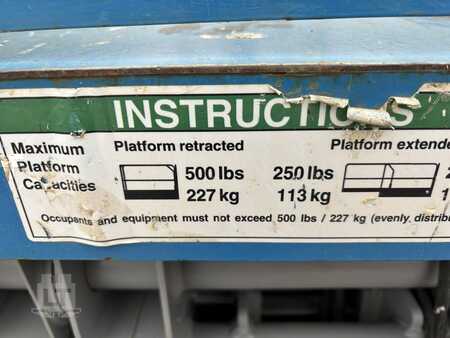 INSTRUCTIONS
Maximum Platform retracted Platform extende
Platform 500 lbs 250 lbs
Capacities 227 kg 113 kg
Occupants and equipment must not exceed 500 lbs / 227 kg (evenly distrib